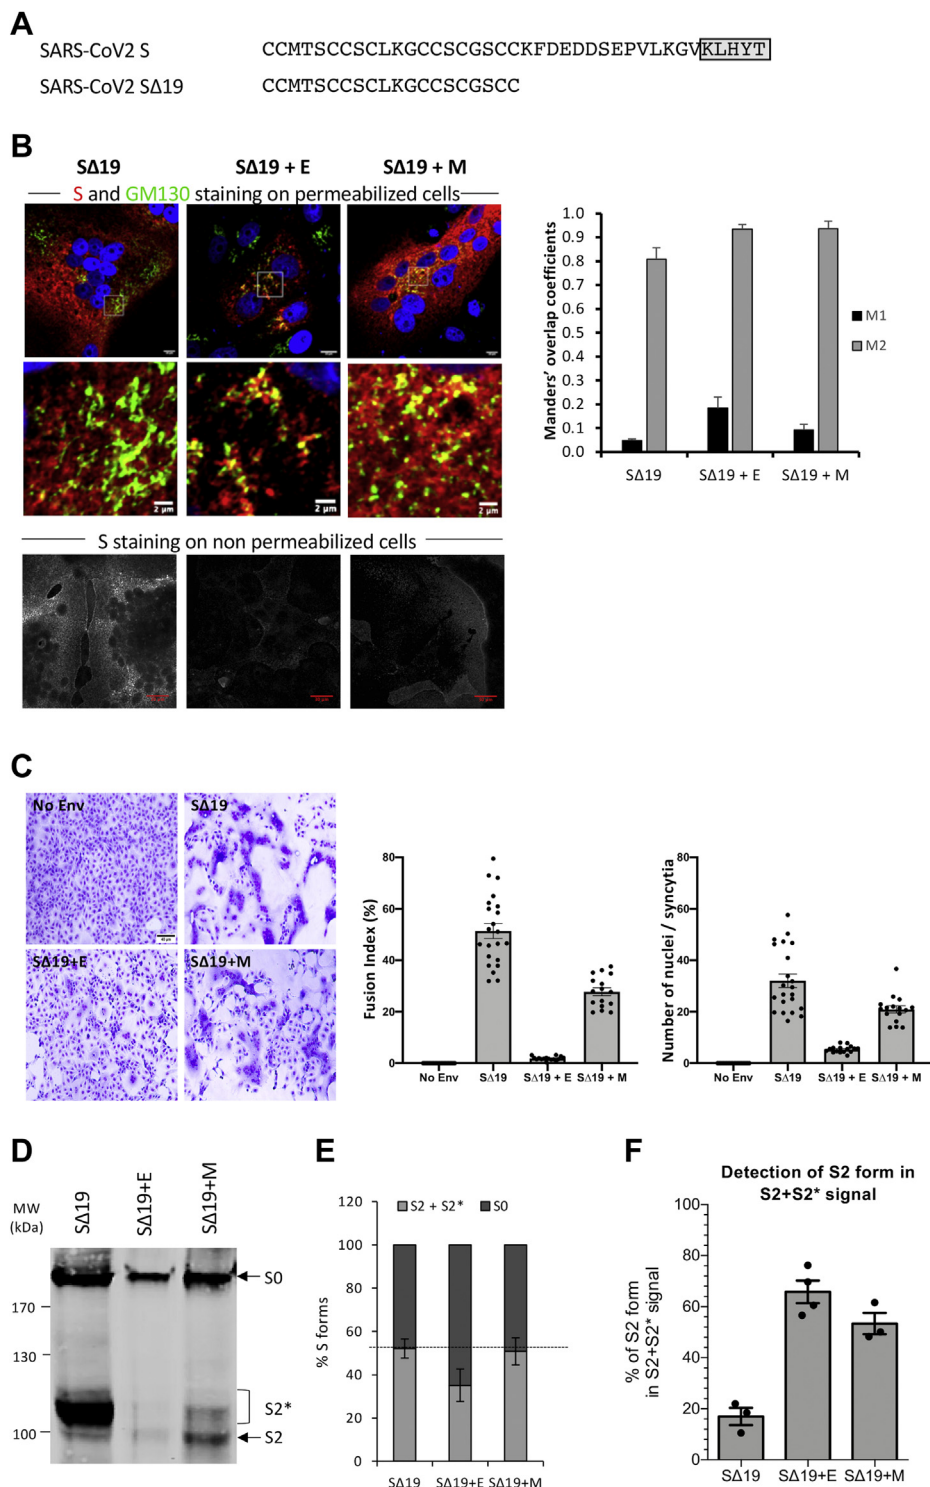 A
SARS-CoV2 S CCMTSCCSCLKGCCSCGSCCKFDEDDSEPVLKGVKLHYT
SARS-CoV2 SΔ19 CCMTSCCSCLKGCCSCGSCC
B
SΔ19 SΔ19 + E SΔ19 + M
S and GM130 staining on permeabilized cells
2 µm 2 µm 2 µm
S staining on non permeabilized cells
Manders' overlap coefficients
1.0
0.9
0.8
0.7
0.6
0.5
0.4
0.3
0.2
0.1
0.0
SΔ19 SΔ19 + E SΔ19 + M
M1
M2
C
No Env SΔ19
SΔ19+E SΔ19+M
Fusion Index (%)
80
60
40
20
0
No Env SΔ19 SΔ19 + E SΔ19 + M
Number of nuclei / syncytia
80
60
40
20
0
No Env SΔ19 SΔ19 + E SΔ19 + M
D
MW
(kDa)
SΔ19 SΔ19+E SΔ19+M
170
130
100
S0
S2*
S2
E
% S forms
120
100
80
60
40
20
0
S2 + S2* S0
SΔ19 SΔ19+E SΔ19+M
F
Detection of S2 form in
S2+S2* signal
% of S2 form
in S2+S2* signal
100
80
60
40
20
0
SΔ19 SΔ19+E SΔ19+M